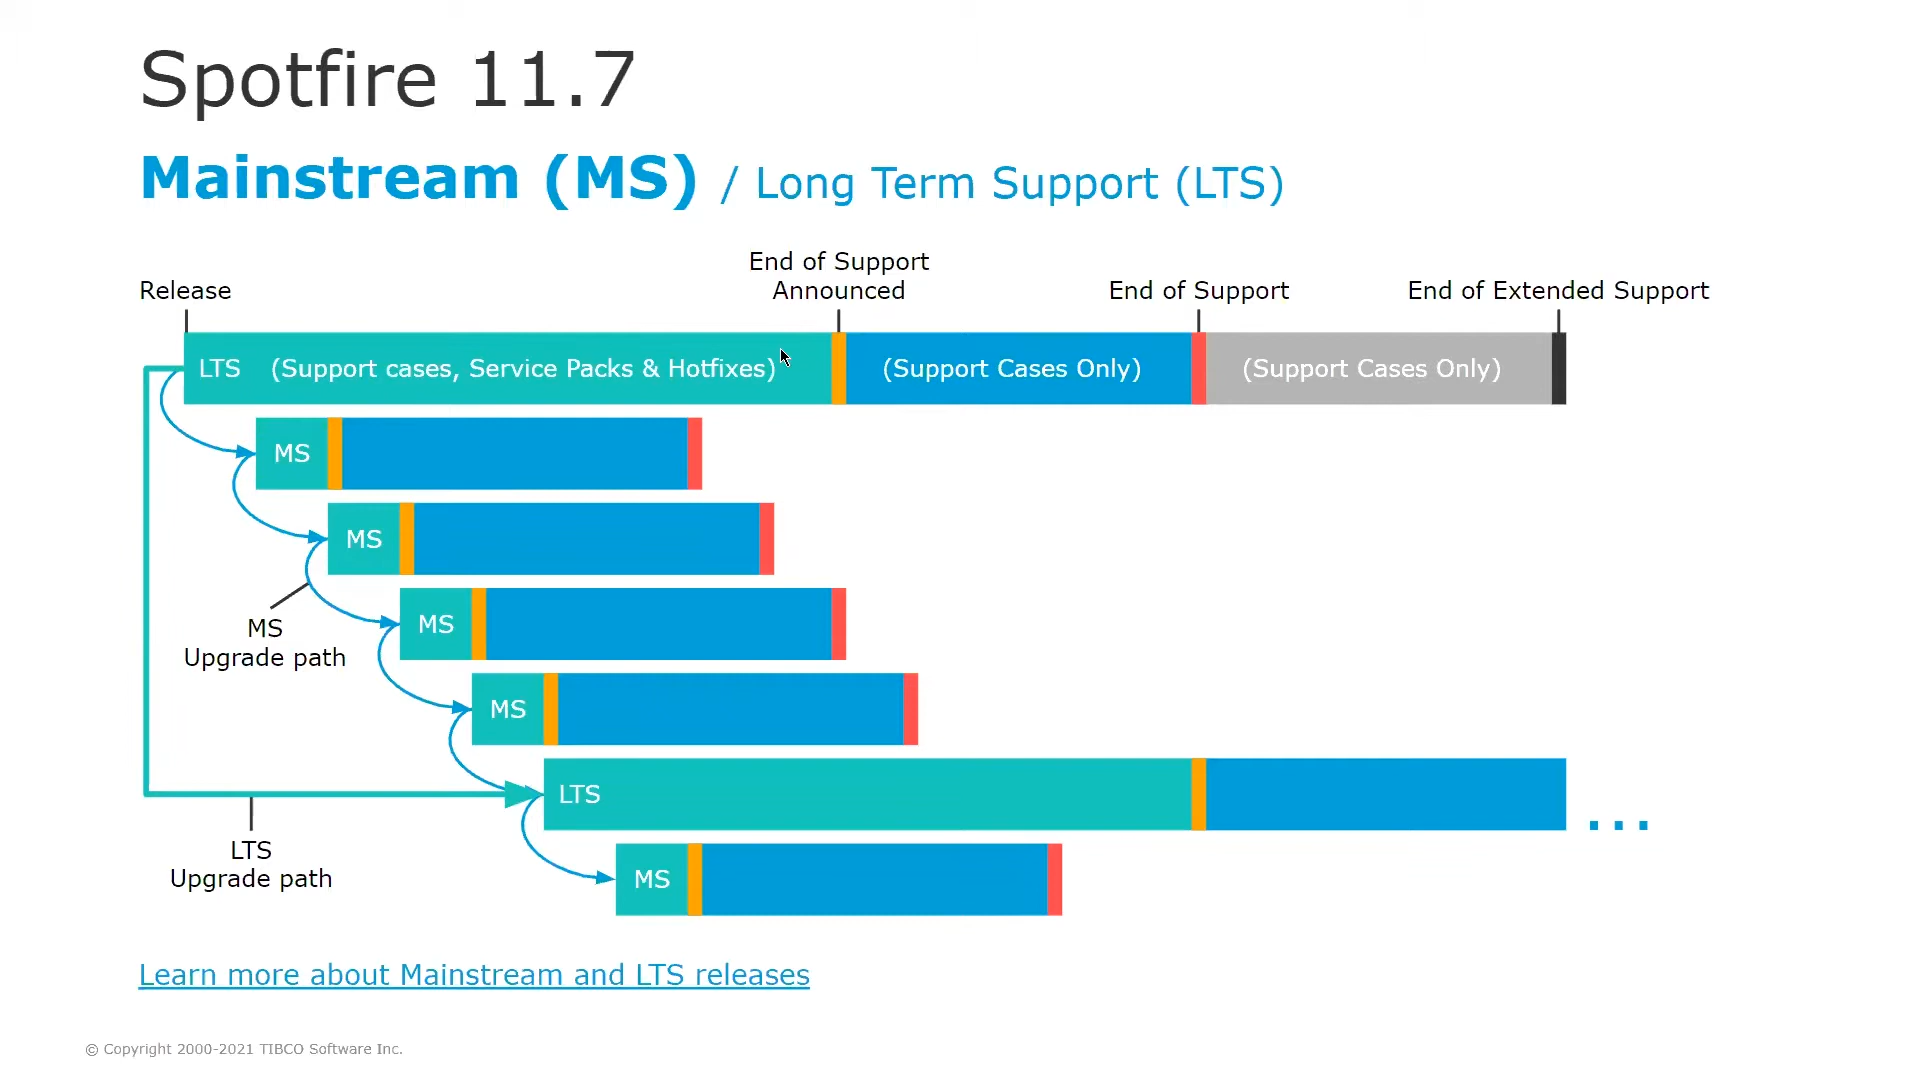 Spotfire 11.7
Mainstream (MS) / Long Term Support (LTS)
Release
End of Support
Announced
End of Support
End of Extended Support
LTS (Support cases, Service Packs & Hotfixes)
(Support Cases Only)
(Support Cases Only)
MS
MS
MS
MS
Upgrade path
MS
LTS
...
LTS
Upgrade path
MS
Learn more about Mainstream and LTS releases
© Copyright 2000-2021 TIBCO Software Inc.